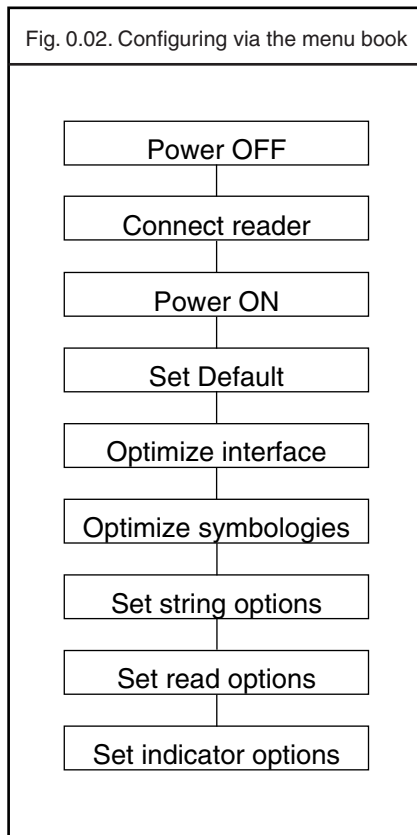 Fig. 0.02. Configuring via the menu book
Power OFF
Connect reader
Power ON
Set Default
Optimize interface
Optimize symbologies
Set string options
Set read options
Set indicator options